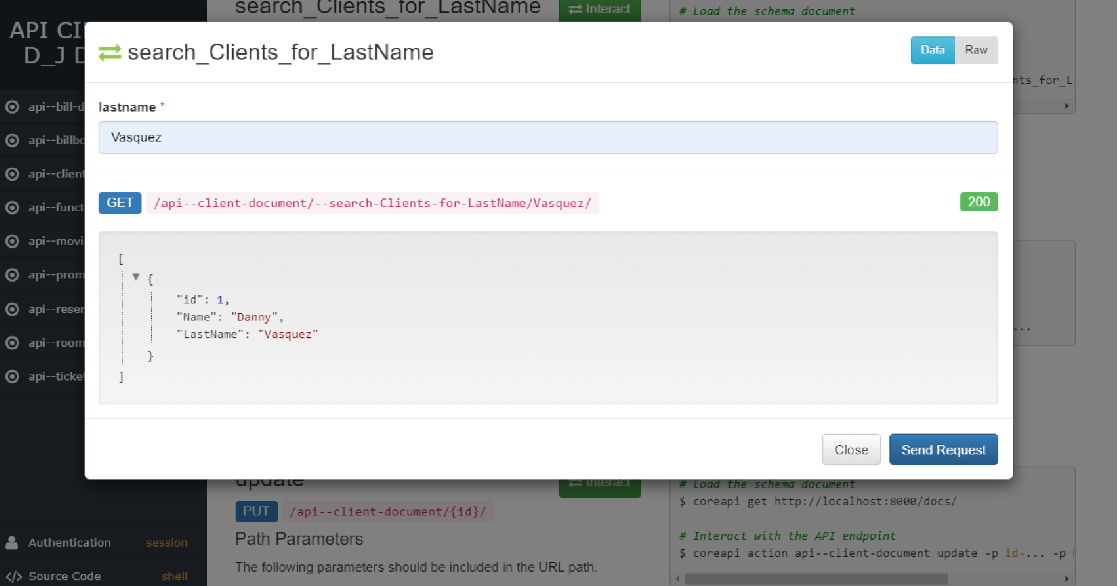 search_Clients_for_LastName
Interact
# Load the schema document
API
D_J
search_Clients_for_LastName
Data
Raw
lastname *
Vasquez
GET
/api--client-document/--search-Clients-for-LastName/Vasquez/
200
[
{
"id": 1,
"Name": "Danny",
"LastName": "Vasquez"
}
]
Close
Send Request
update
Interact
PUT
/api--client-document/{id}/
Path Parameters
The following parameters should be included in the URL path.
# Load the schema document
$ coreapi get http://localhost:8000/docs/
# Interact with the API endpoint
$ coreapi action api--client-document update -p id=... -p
api--bill-d
api--billbo
api--client
api--funct
api--movi
api--prom
api--reser
api--room
api--ticket
Authentication
session
</> Source Code
shell